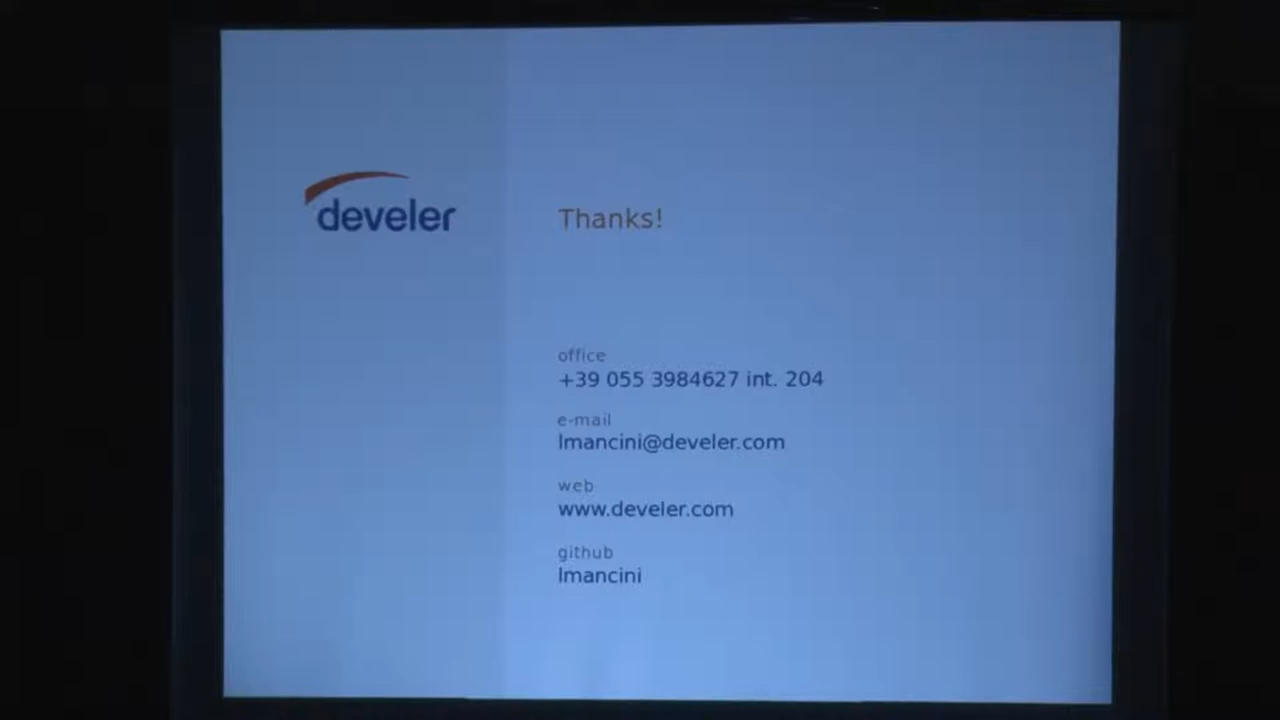 develer
Thanks!
office
+39 055 3984627 int. 204
e-mail
lmancini@develer.com
web
www.develer.com
github
lmancini